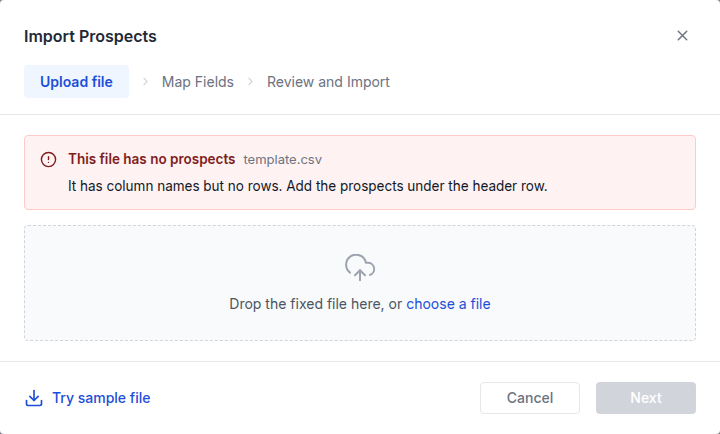 Import Prospects
Upload file
Map Fields
Review and Import
This file has no prospects template.csv
It has column names but no rows. Add the prospects under the header row.
Drop the fixed file here, or choose a file
Try sample file
Cancel
Next